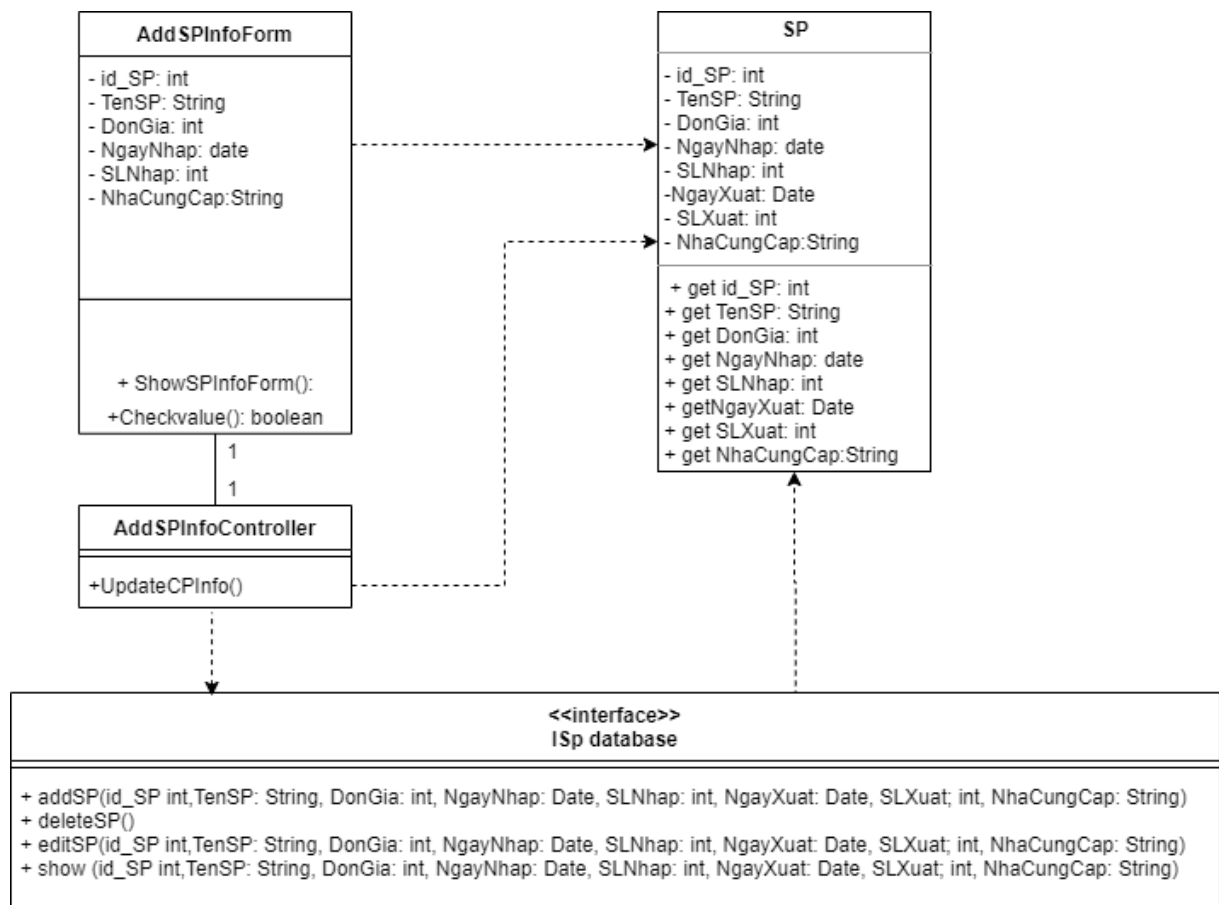 AddSPInfoForm
- id_SP: int
- TenSP: String
- DonGia: int
- NgayNhap: date
- SLNhap: int
- NhaCungCap:String
+ ShowSPInfoForm():
+Checkvalue(): boolean
1
1
AddSPInfoController
+UpdateCPInfo()
SP
- id_SP: int
- TenSP: String
- DonGia: int
- NgayNhap: date
- SLNhap: int
-NgayXuat: Date
- SLXuat: int
- NhaCungCap:String
+ get id_SP: int
+ get TenSP: String
+ get DonGia: int
+ get NgayNhap: date
+ get SLNhap: int
+ getNgayXuat: Date
+ get SLXuat: int
+ get NhaCungCap:String
<<interface>>
ISp database
+ addSP(id_SP int,TenSP: String, DonGia: int, NgayNhap: Date, SLNhap: int, NgayXuat: Date, SLXuat; int, NhaCungCap: String)
+ deleteSP()
+ editSP(id_SP int,TenSP: String, DonGia: int, NgayNhap: Date, SLNhap: int, NgayXuat: Date, SLXuat; int, NhaCungCap: String)
+ show (id_SP int,TenSP: String, DonGia: int, NgayNhap: Date, SLNhap: int, NgayXuat: Date, SLXuat; int, NhaCungCap: String)